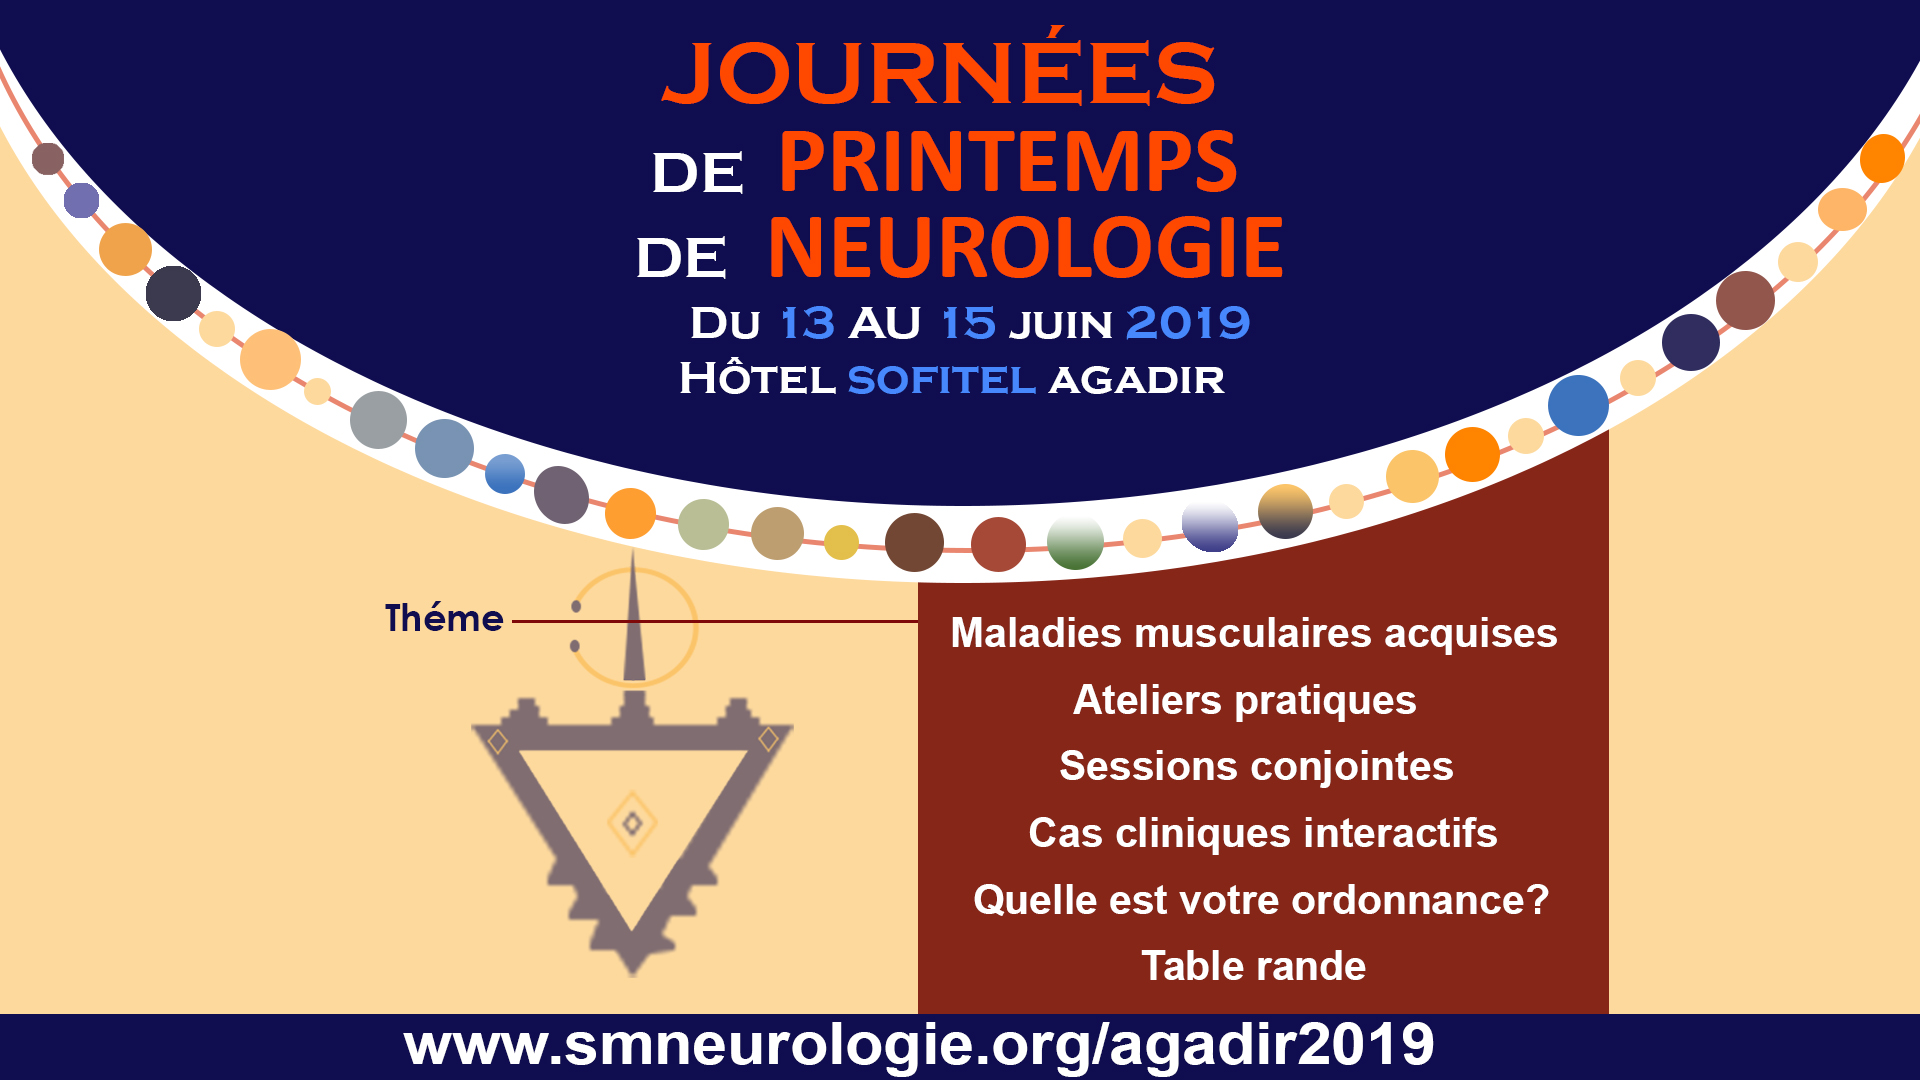 JOURNÉES
DE PRINTEMPS
DE NEUROLOGIE
DU 13 AU 15 JUIN 2019
HÔTEL SOFITEL AGADIR
Théme
Maladies musculaires acquises
Ateliers pratiques
Sessions conjointes
Cas cliniques interactifs
Quelle est votre ordonnance?
Table rande
www.smneurologie.org/agadir2019